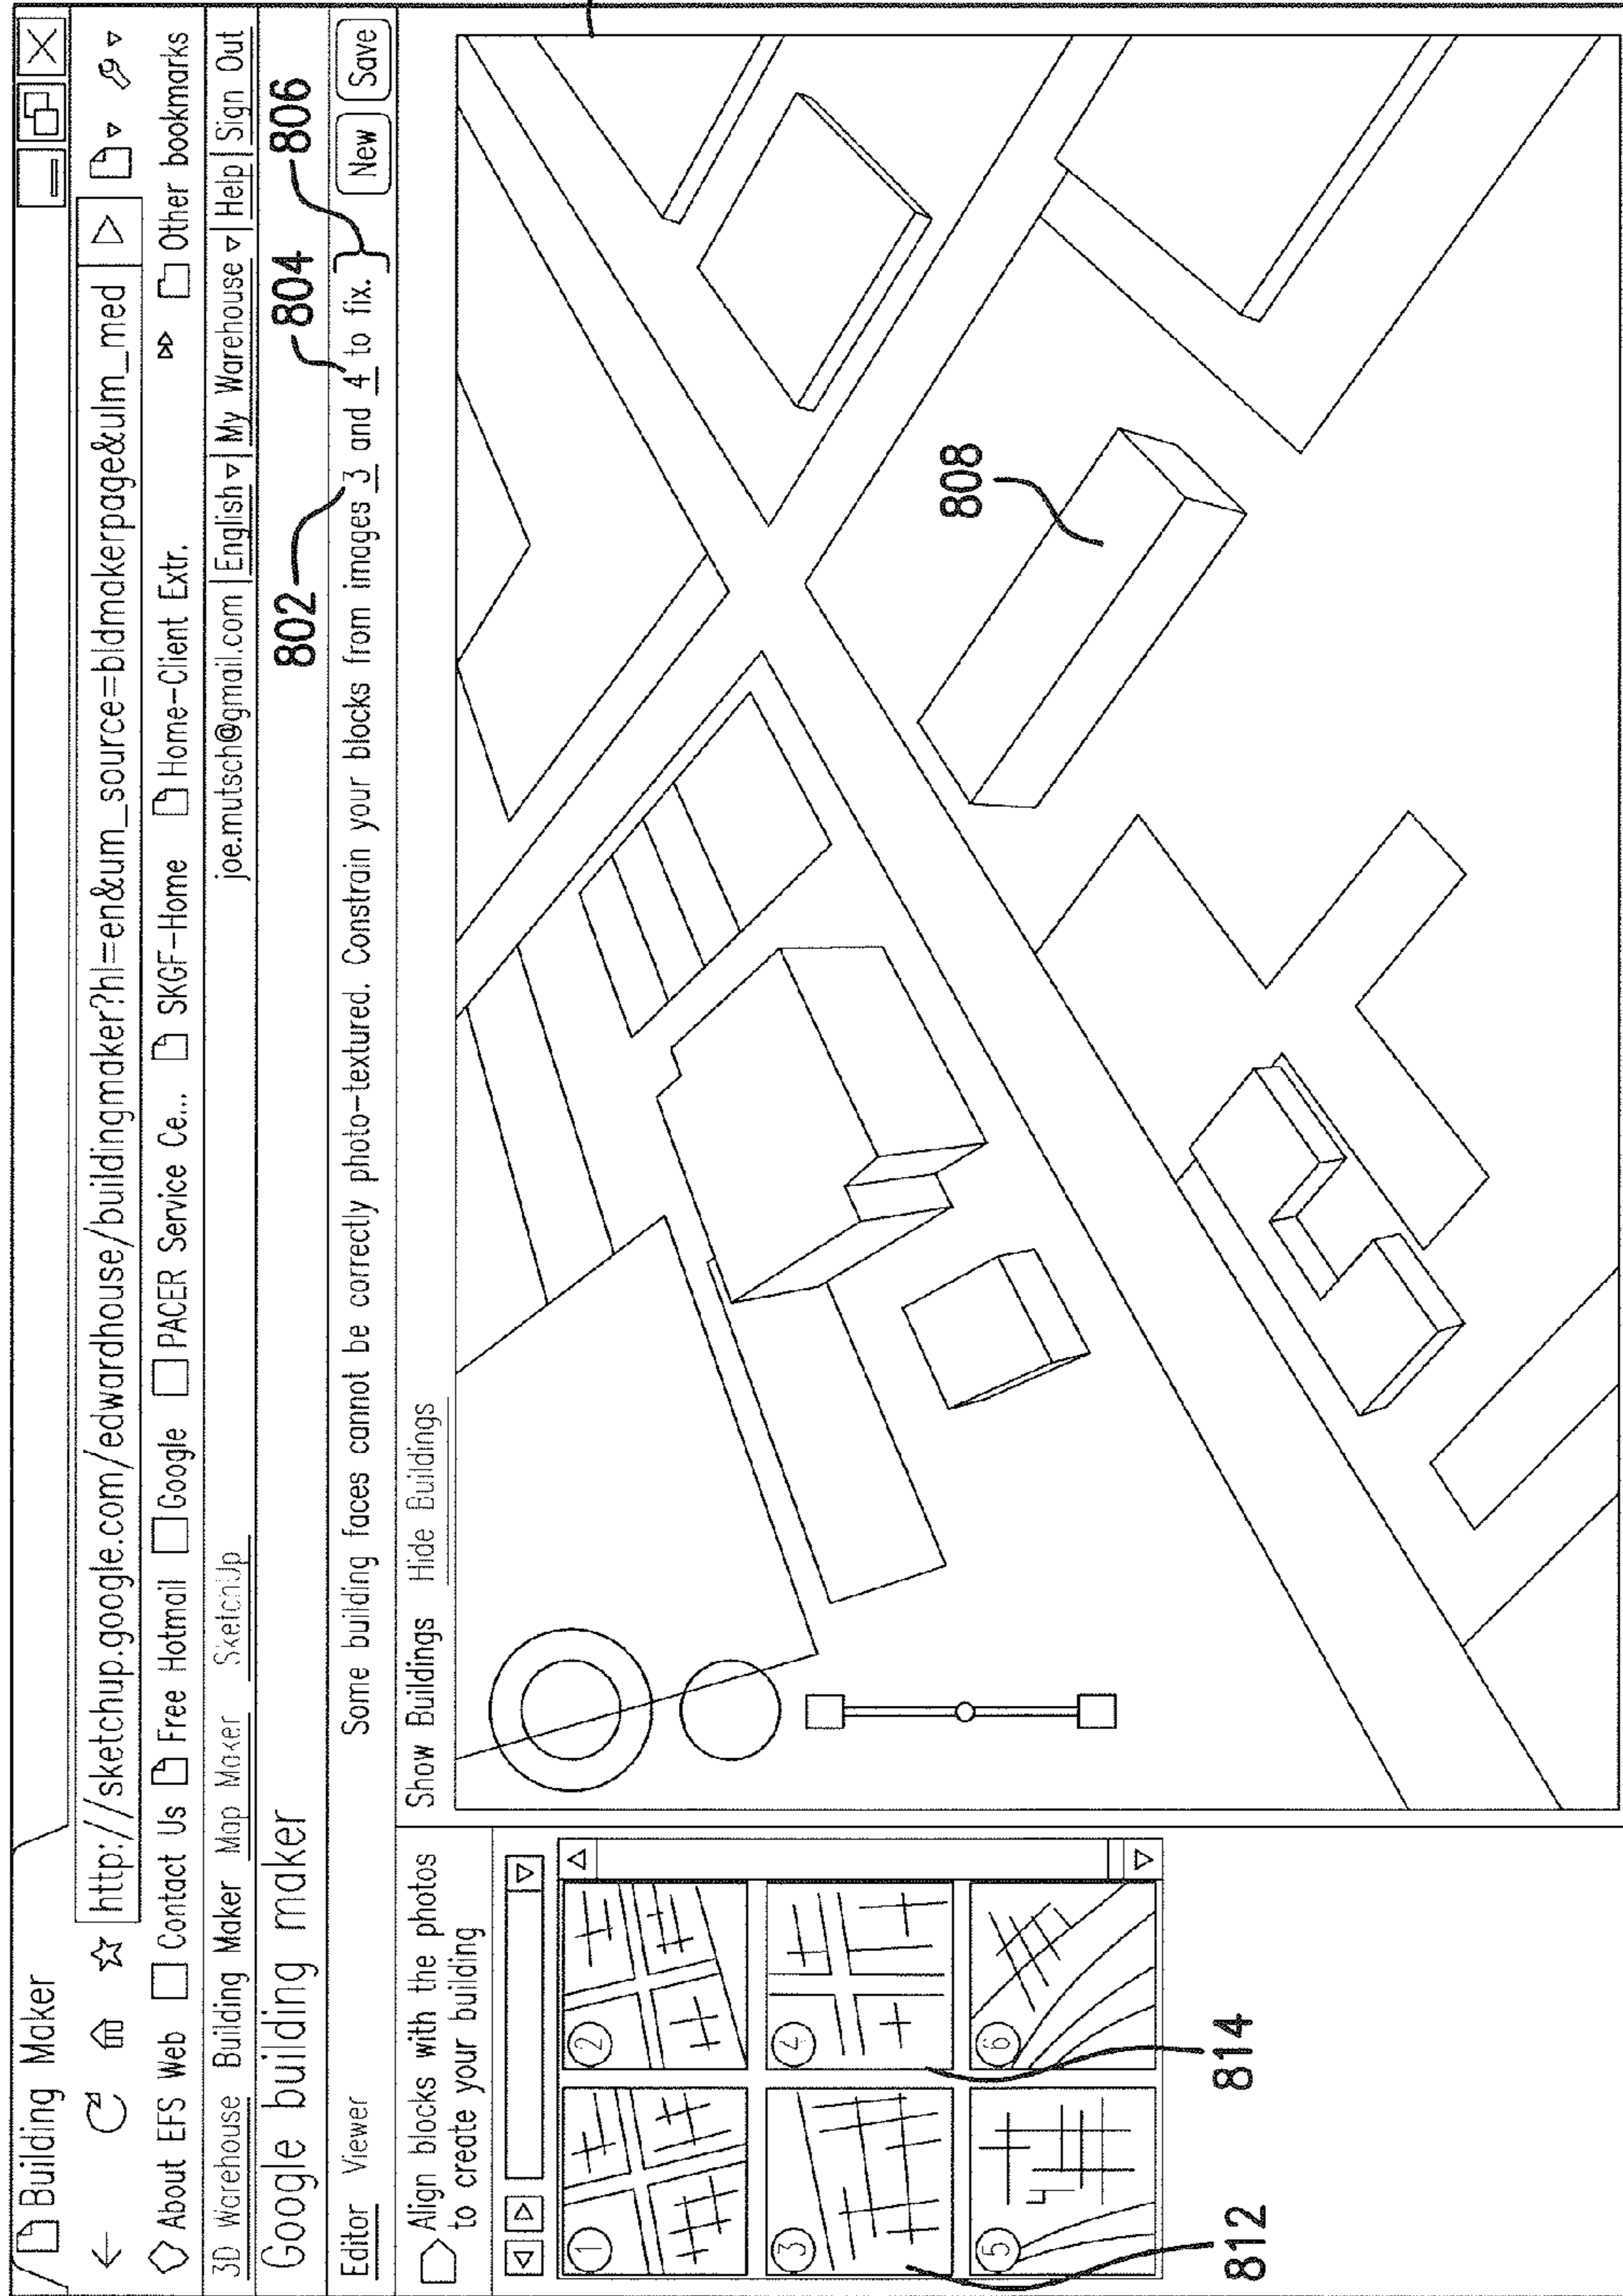 Building Maker
http://sketchup.google.com/edwardhouse/buildingmaker?hl=en&um_source=bldmakerpage&ulm_med
About EFS Web Contact Us Free Hotmail Google PACER Service Ce... SKGF-Home Home-Client Extr. Other bookmarks
3D Warehouse Building Maker Map Maker SketchUp joe.mutsch@gmail.com | English | My Warehouse | Help | Sign Out
Google building maker
802
804
806
Editor Viewer
Some building faces cannot be correctly photo-textured. Constrain your blocks from images 3 and 4 to fix.
New Save
Align blocks with the photos
to create your building
Show Buildings Hide Buildings
1
2
3
4
5
6
808
812
814